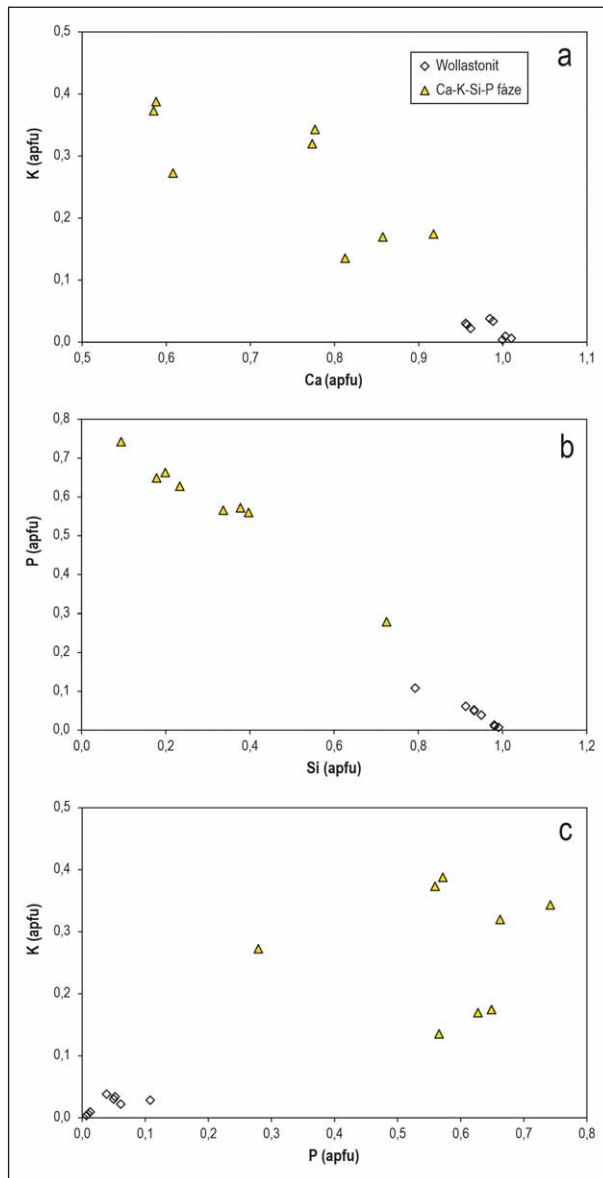 a
Wollastonit
Ca-K-Si-P fáze
K (apfu)
0,5
0,4
0,3
0,2
0,1
0,0
0,5 0,6 0,7 0,8 0,9 1,0 1,1
Ca (apfu)
b
P (apfu)
0,8
0,7
0,6
0,5
0,4
0,3
0,2
0,1
0,0
0,0 0,2 0,4 0,6 0,8 1,0 1,2
Si (apfu)
c
K (apfu)
0,5
0,4
0,3
0,2
0,1
0,0
0,0 0,1 0,2 0,3 0,4 0,5 0,6 0,7 0,8
P (apfu)